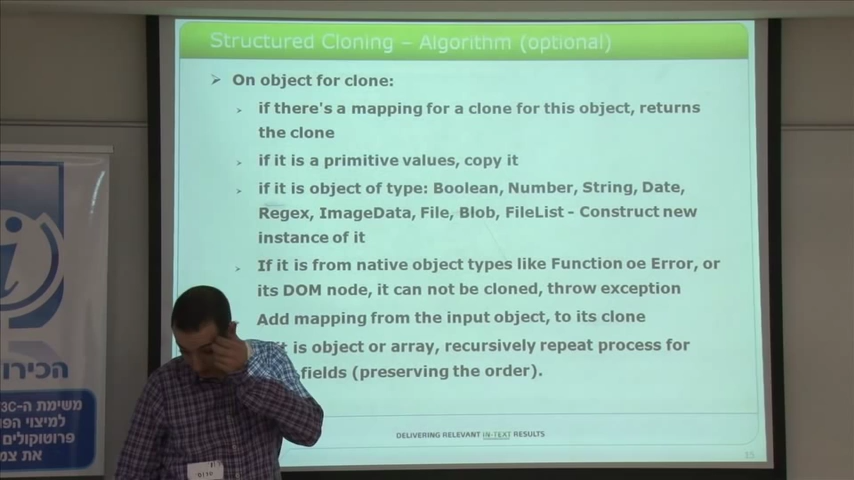 Structured Cloning – Algorithm (optional)
On object for clone:
if there's a mapping for a clone for this object, returns
the clone
if it is a primitive values, copy it
if it is object of type: Boolean, Number, String, Date,
Regex, ImageData, File, Blob, FileList - Construct new
instance of it
If it is from native object types like Function oe Error, or
its DOM node, it can not be cloned, throw exception
Add mapping from the input object, to its clone
is object or array, recursively repeat process for
fields (preserving the order).
DELIVERING RELEVANT IN-TEXT RESULTS
15
הכירו
משימת ה-W3C
למיצוי הפו
פרוטוקולים
את צמ